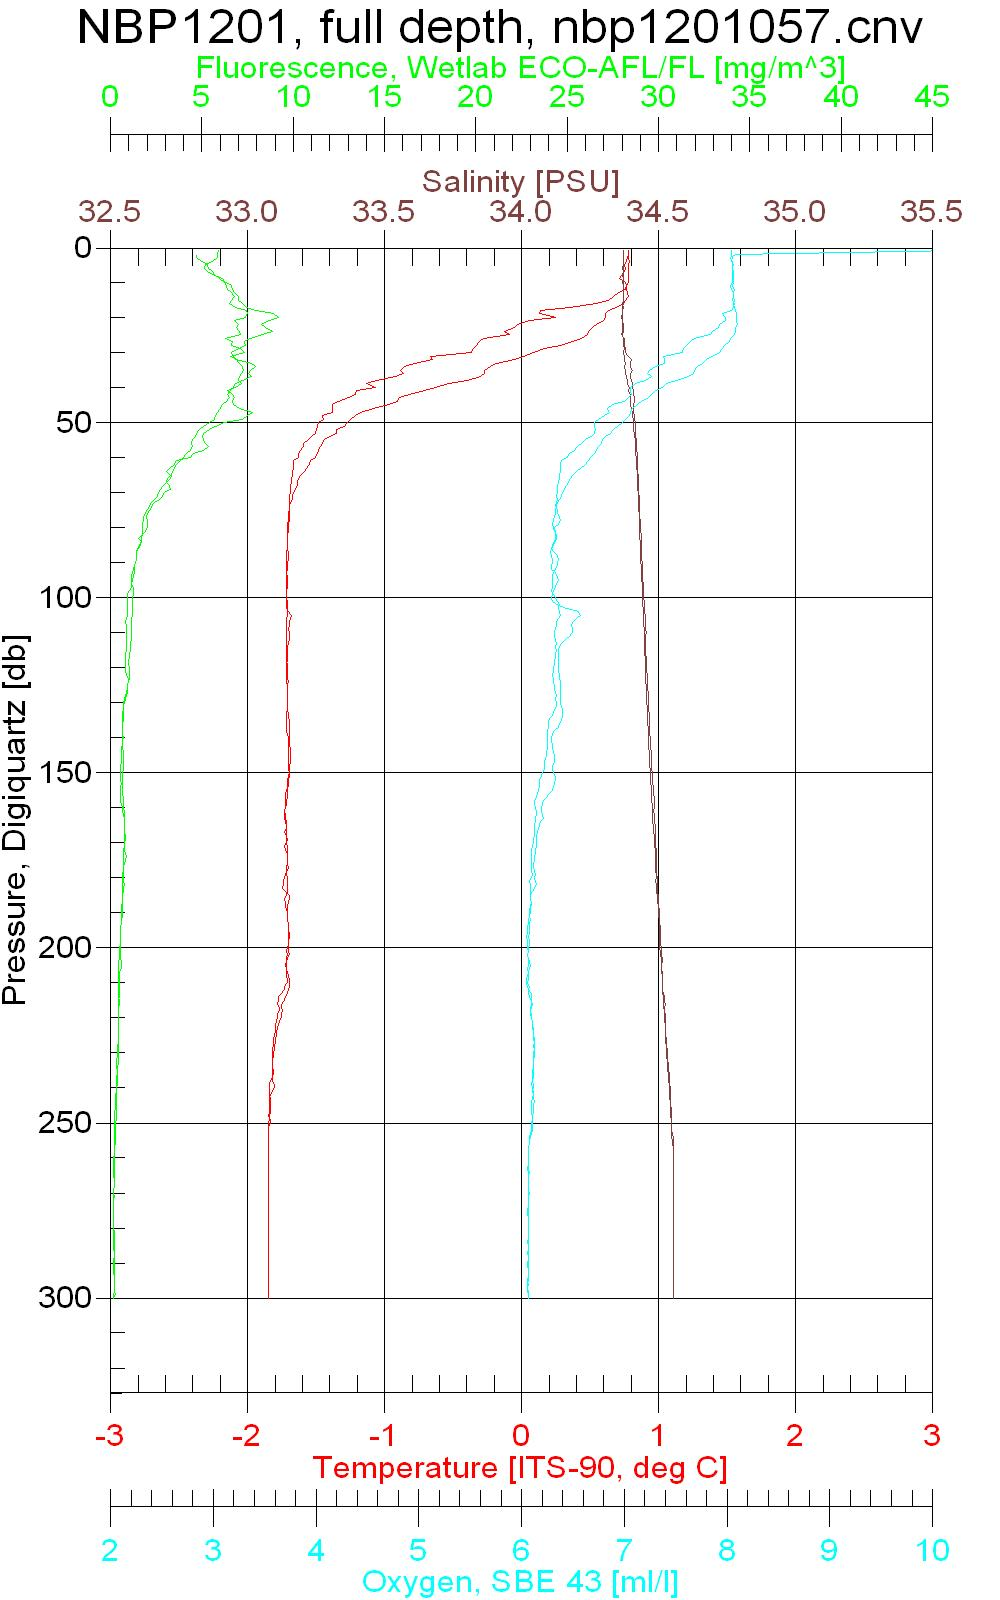 NBP1201, full depth, nbp1201057.cnv
Fluorescence, Wetlab ECO-AFL/FL [mg/m^3]
0 5 10 15 20 25 30 35 40 45
Salinity [PSU]
32.5 33.0 33.5 34.0 34.5 35.0 35.5
0
50
100
150
200
250
300
Pressure, Digiquartz [db]
-3 -2 -1 0 1 2 3
Temperature [ITS-90, deg C]
2 3 4 5 6 7 8 9 10
Oxygen, SBE 43 [ml/l]